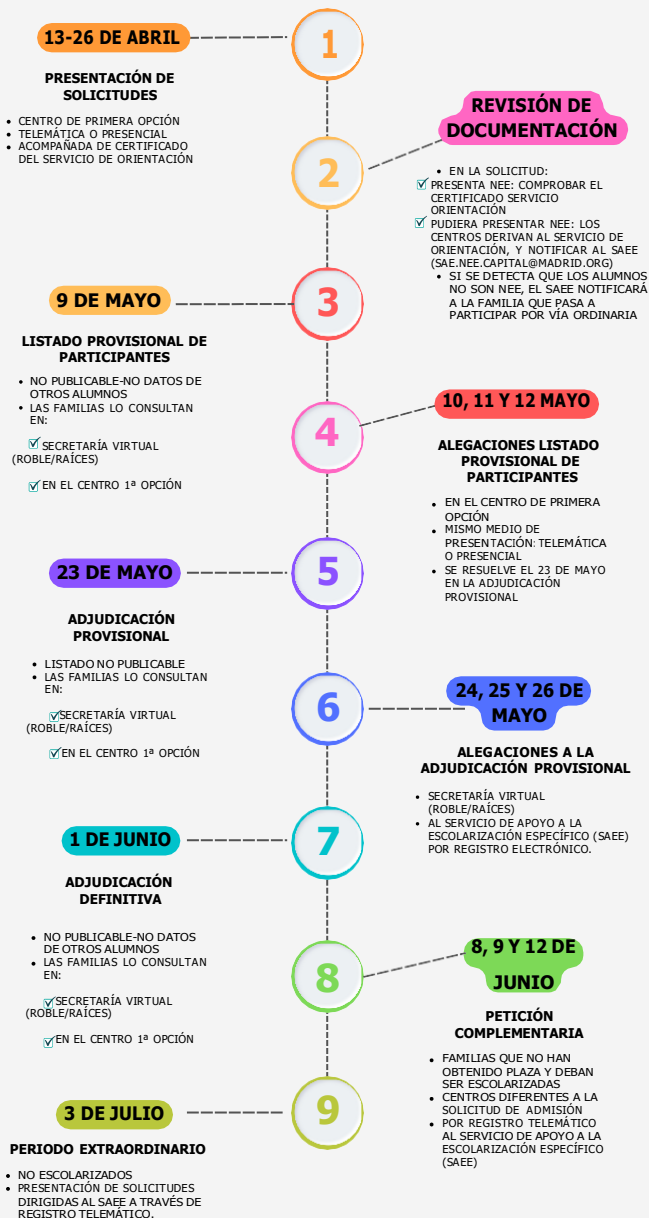 13-26 DE ABRIL
1
PRESENTACIÓN DE
SOLICITUDES
• CENTRO DE PRIMERA OPCIÓN
• TELEMÁTICA O PRESENCIAL
• ACOMPAÑADA DE CERTIFICADO
DEL SERVICIO DE ORIENTACIÓN
2
REVISIÓN DE
DOCUMENTACIÓN
• EN LA SOLICITUD:
PRESENTA NEE: COMPROBAR EL
CERTIFICADO SERVICIO
ORIENTACIÓN
PUDIERA PRESENTAR NEE: LOS
CENTROS DERIVAN AL SERVICIO DE
ORIENTACIÓN, Y NOTIFICAR AL SAEE
(SAE.NEE.CAPITAL@MADRID.ORG)
• SI SE DETECTA QUE LOS ALUMNOS
NO SON NEE, EL SAEE NOTIFICARÁ
A LA FAMILIA QUE PASA A
PARTICIPAR POR VÍA ORDINARIA
9 DE MAYO
3
LISTADO PROVISIONAL DE
PARTICIPANTES
• NO PUBLICABLE-NO DATOS DE
OTROS ALUMNOS
• LAS FAMILIAS LO CONSULTAN
EN:
SECRETARÍA VIRTUAL
(ROBLE/RAÍCES)
EN EL CENTRO 1ª OPCIÓN
4
10, 11 Y 12 MAYO
ALEGACIONES LISTADO
PROVISIONAL DE
PARTICIPANTES
• EN EL CENTRO DE PRIMERA
OPCIÓN
• MISMO MEDIO DE
PRESENTACIÓN: TELEMÁTICA
O PRESENCIAL
• SE RESUELVE EL 23 DE MAYO
EN LA ADJUDICACIÓN
PROVISIONAL
23 DE MAYO
5
ADJUDICACIÓN
PROVISIONAL
• LISTADO NO PUBLICABLE
• LAS FAMILIAS LO CONSULTAN
EN:
SECRETARÍA VIRTUAL
(ROBLE/RAÍCES)
EN EL CENTRO 1ª OPCIÓN
6
24, 25 Y 26 DE
MAYO
ALEGACIONES A LA
ADJUDICACIÓN PROVISIONAL
• SECRETARÍA VIRTUAL
(ROBLE/RAÍCES)
• AL SERVICIO DE APOYO A LA
ESCOLARIZACIÓN ESPECÍFICO (SAEE)
POR REGISTRO ELECTRÓNICO.
1 DE JUNIO
7
ADJUDICACIÓN
DEFINITIVA
• NO PUBLICABLE-NO DATOS
DE OTROS ALUMNOS
• LAS FAMILIAS LO CONSULTAN
EN:
SECRETARÍA VIRTUAL
(ROBLE/RAÍCES)
EN EL CENTRO 1ª OPCIÓN
8
8, 9 Y 12 DE
JUNIO
PETICIÓN
COMPLEMENTARIA
• FAMILIAS QUE NO HAN
OBTENIDO PLAZA Y DEBAN
SER ESCOLARIZADAS
• CENTROS DIFERENTES A LA
SOLICITUD DE ADMISIÓN
• POR REGISTRO TELEMÁTICO
AL SERVICIO DE APOYO A LA
ESCOLARIZACIÓN ESPECÍFICO
(SAEE)
3 DE JULIO
9
PERIODO EXTRAORDINARIO
• NO ESCOLARIZADOS
• PRESENTACIÓN DE SOLICITUDES
DIRIGIDAS AL SAEE A TRAVÉS DE
REGISTRO TELEMÁTICO.